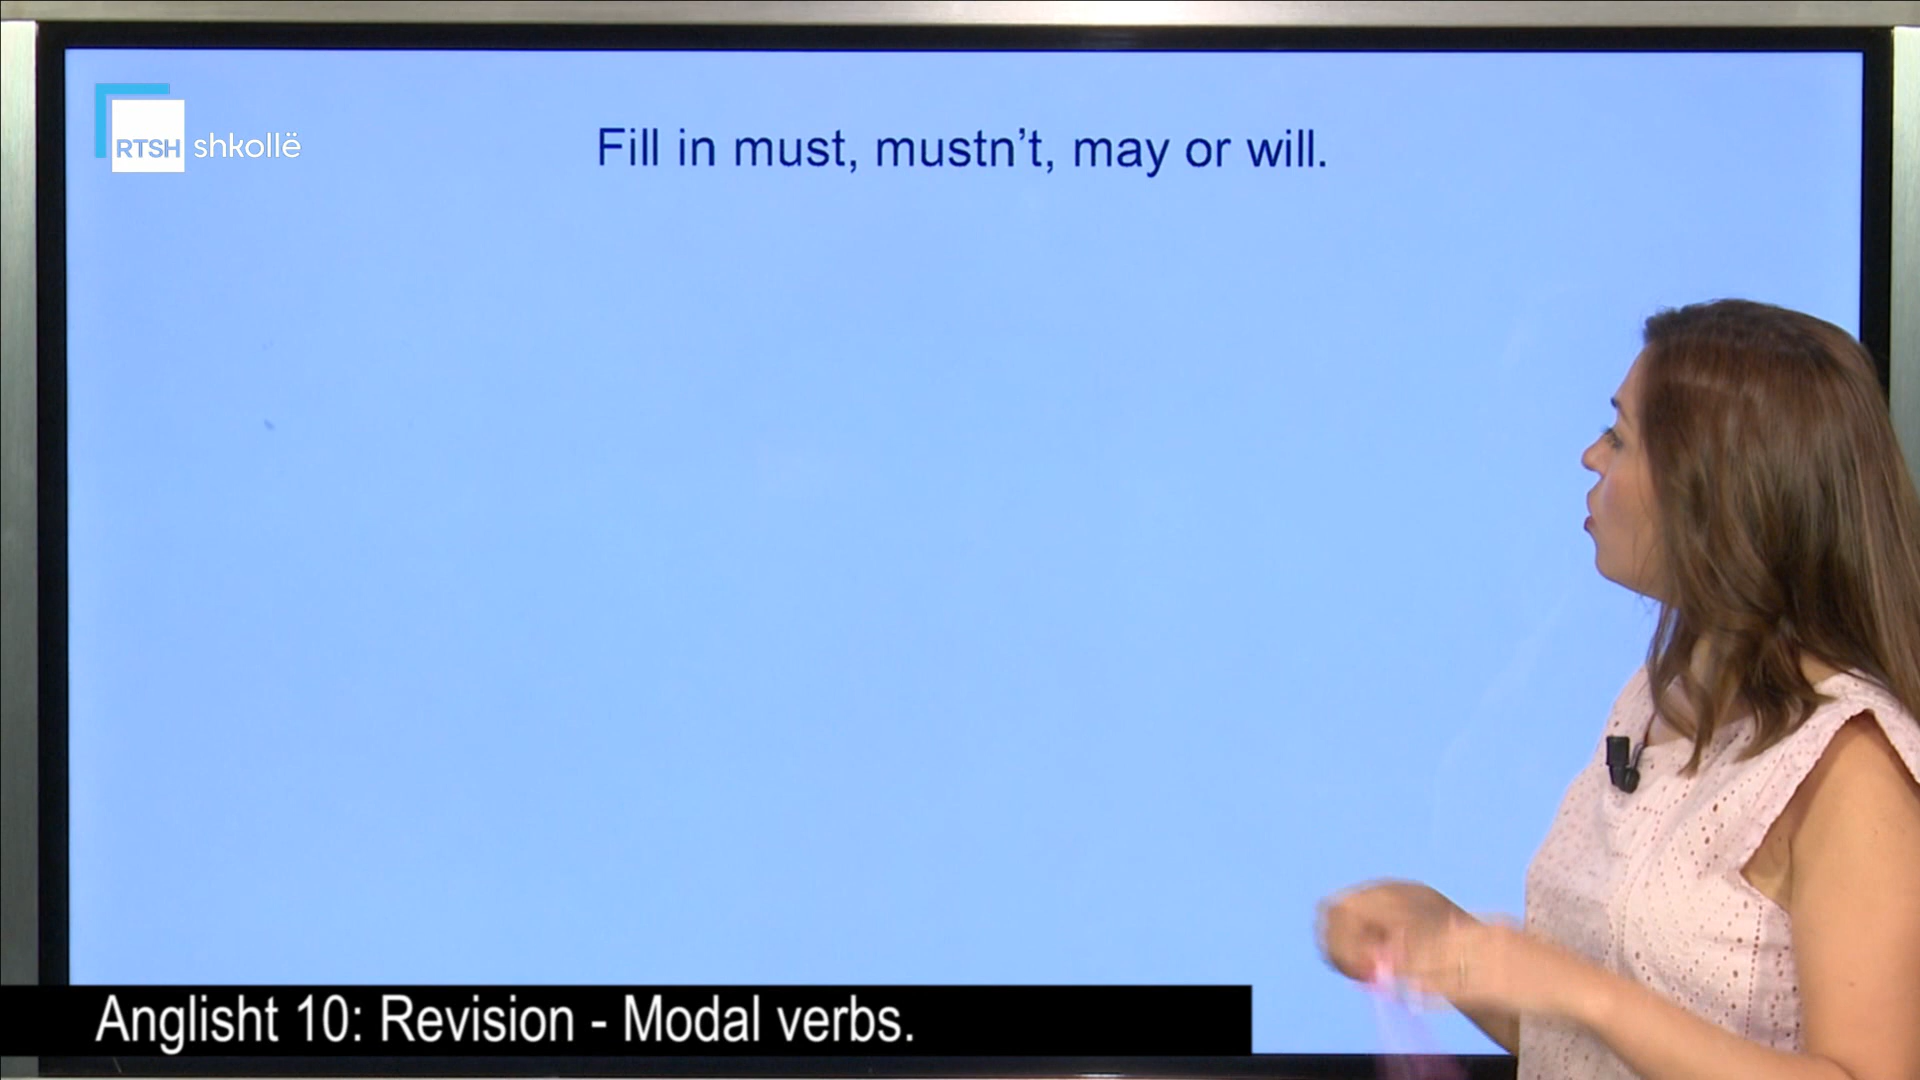 RTSH shkollë
Fill in must, mustn’t, may or will.
Anglisht 10: Revision - Modal verbs.